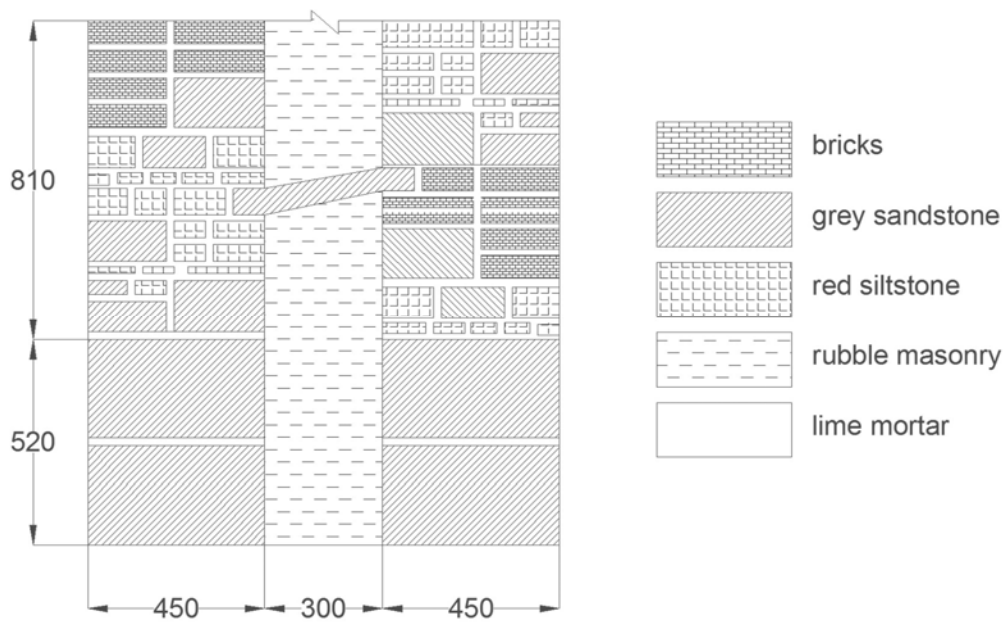 810
520
450
300
450
bricks
grey sandstone
red siltstone
rubble masonry
lime mortar